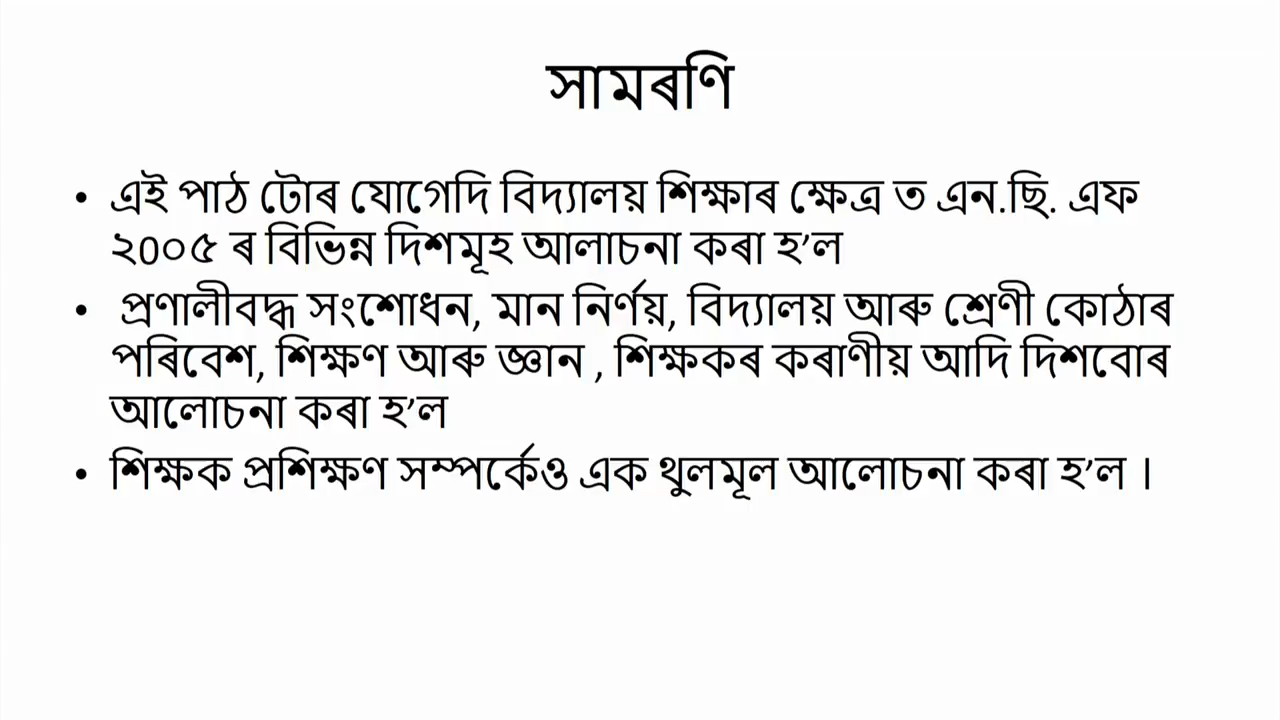 সামৰণি
• এই পাঠ টোৰ যোগেদি বিদ্যালয় শিক্ষাৰ ক্ষেত্ৰ ত এন.ছি. এফ
২0০৫ ৰ বিভিন্ন দিশমূহ আলাচনা কৰা হ’ল
• প্ৰণালীবদ্ধ সংশোধন, মান নিৰ্ণয়, বিদ্যালয় আৰু শ্ৰেণী কোঠাৰ
পৰিবেশ, শিক্ষণ আৰু জ্ঞান , শিক্ষকৰ কৰাণীয় আদি দিশবোৰ
আলোচনা কৰা হ’ল
• শিক্ষক প্ৰশিক্ষণ সম্পৰ্কেও এক থুলমূল আলোচনা কৰা হ’ল ।